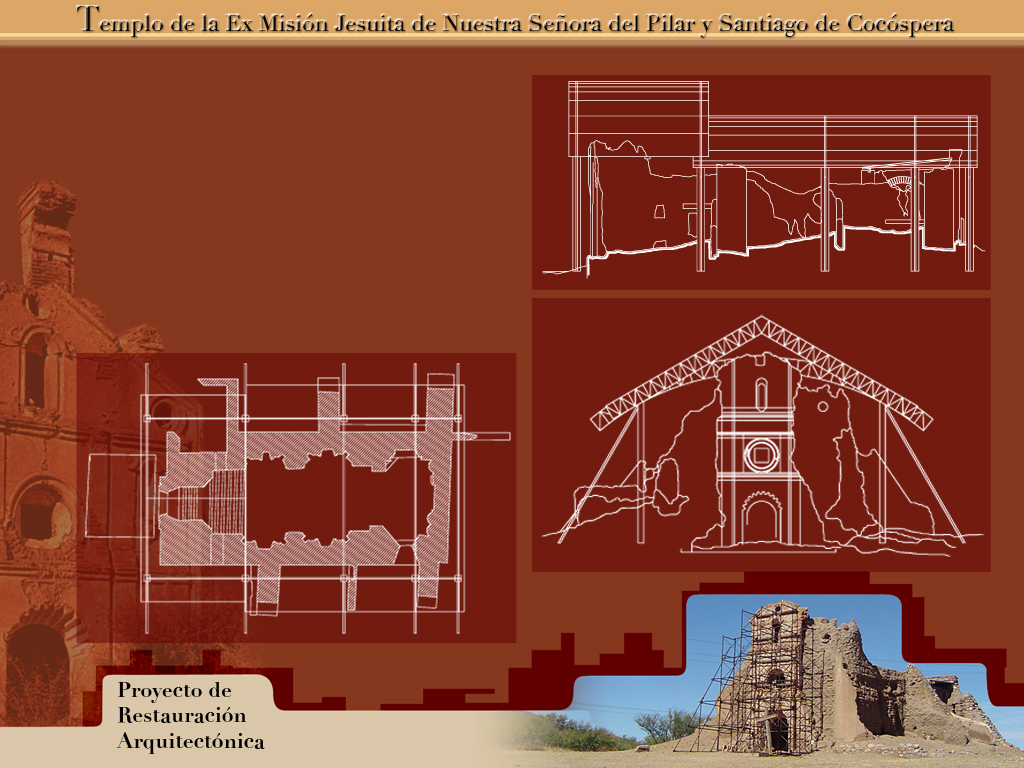 Templo de la Ex Misión Jesuita de Nuestra Señora del Pilar y Santiago de Cocóspera
Proyecto de
Restauración
Arquitectónica